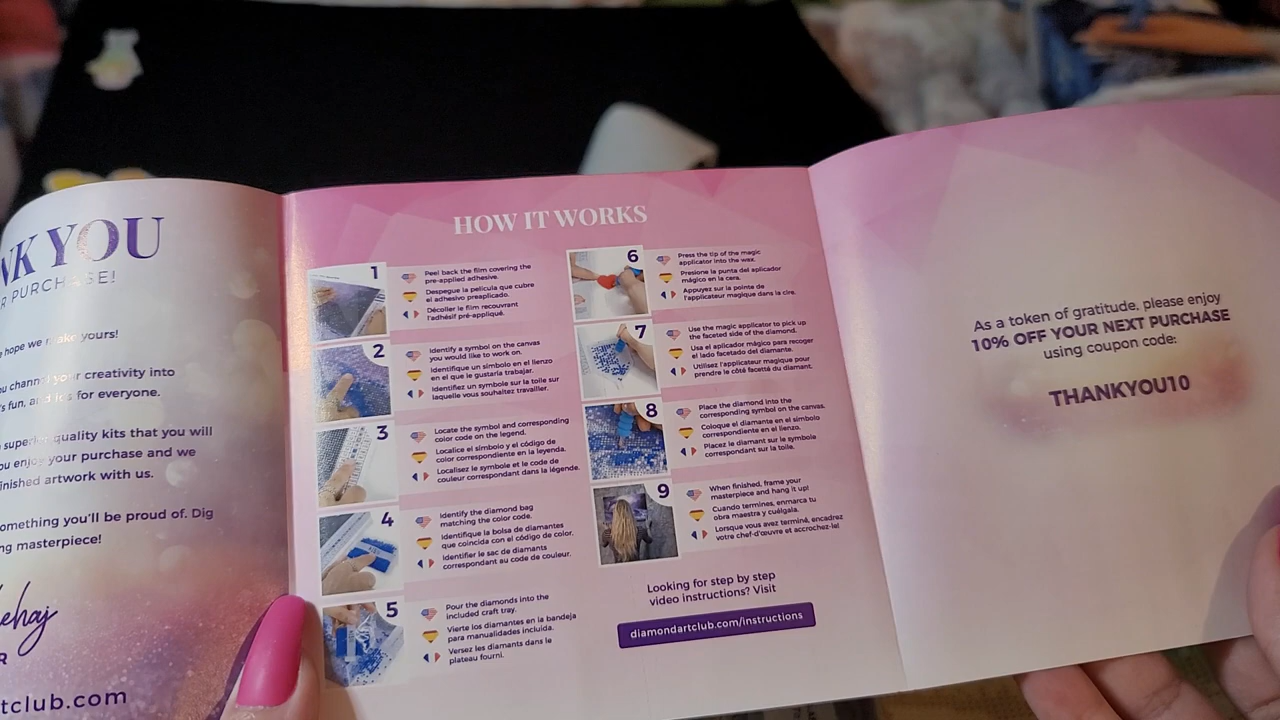 NK YOU
R PURCHASE!
hope we make yours!
ou channel your creativity into
's fun, and it's for everyone.
superior quality kits that you will
ou enjoy your purchase and we
inished artwork with us.
omething you'll be proud of. Dig
ng masterpiece!
ehaj
R
tclub.com
HOW IT WORKS
1
Peel back the film covering the
pre-applied adhesive.
Despegue la película que cubre
el adhesivo preaplicado.
Décoller le film recouvrant
l'adhésif pré-appliqué.
2
Identify a symbol on the canvas
you would like to work on.
Identifique un símbolo en el lienzo
en el que le gustaría trabajar.
Identifiez un symbole sur la toile sur
laquelle vous souhaitez travailler.
3
Locate the symbol and corresponding
color code on the legend.
Localice el símbolo y el código de
color correspondiente en la leyenda.
Localisez le symbole et le code de
couleur correspondant dans la légende.
4
Identify the diamond bag
matching the color code.
Identifique la bolsa de diamantes
que coincida con el código de color.
Identifier le sac de diamants
correspondant au code de couleur.
5
Pour the diamonds into the
included craft tray.
Vierte los diamantes en la bandeja
para manualidades incluida.
Versez les diamants dans le
plateau fourni.
6
Press the tip of the magic
applicator into the wax.
Presione la punta del aplicador
mágico en la cera.
Appuyez sur la pointe de
l'applicateur magique dans la cire.
7
Use the magic applicator to pick up
the faceted side of the diamond.
Usa el aplicador mágico para recoger
el lado facetado del diamante.
Utilisez l'applicateur magique pour
prendre le côté facetté du diamant.
8
Place the diamond into the
corresponding symbol on the canvas.
Coloque el diamante en el símbolo
correspondiente en el lienzo.
Placez le diamant sur le symbole
correspondant sur la toile.
9
When finished, frame your
masterpiece and hang it up!
Cuando termines, enmarca tu
obra maestra y cuélgala.
Lorsque vous avez terminé, encadrez
votre chef-d'œuvre et accrochez-le!
Looking for step by step
video instructions? Visit
diamondartclub.com/instructions
As a token of gratitude, please enjoy
10% OFF YOUR NEXT PURCHASE
using coupon code:
THANKYOU10